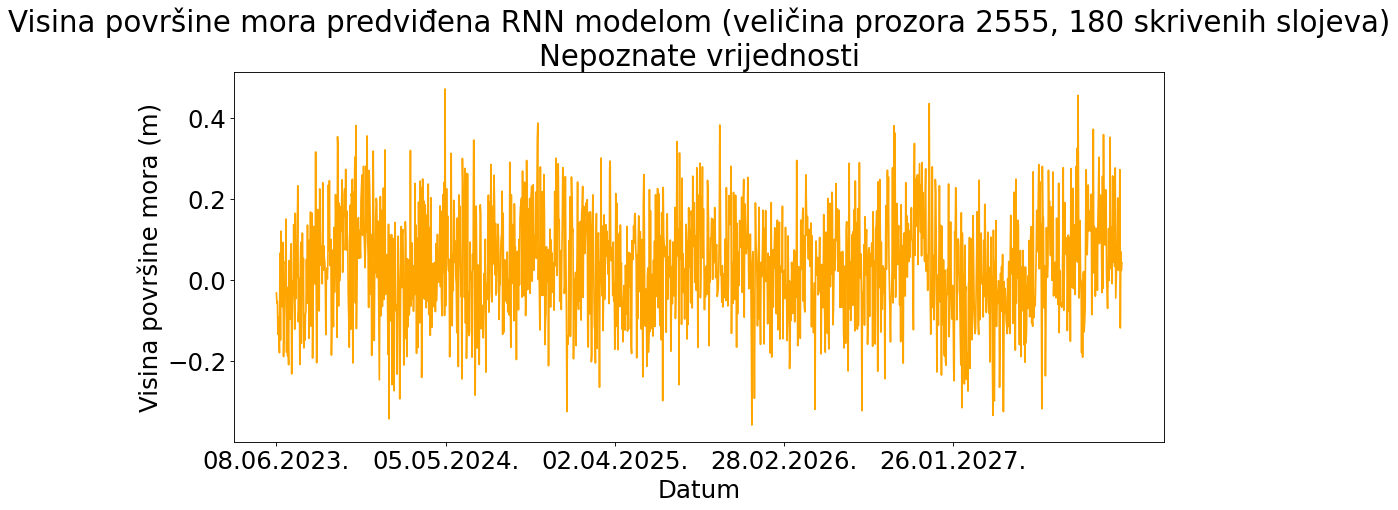 Visina površine mora predviđena RNN modelom (veličina prozora 2555, 180 skrivenih slojeva)
Nepoznate vrijednosti
Visina površine mora (m)
0.4
0.2
0.0
−0.2
08.06.2023. 05.05.2024. 02.04.2025. 28.02.2026. 26.01.2027.
Datum